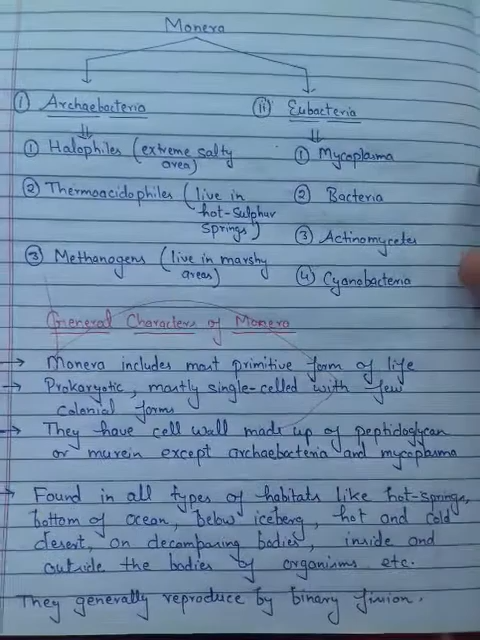 Monera
① Archaebacteria
ⓘⓘ Eubacteria
① Halophiles (extreme salty area)
① Mycoplasma
② Thermoacidophiles (live in hot-sulphur springs)
② Bacteria
③ Actinomycetes
③ Methanogens (live in marshy areas)
④ Cyanobacteria
General Characters of Monera
→ Monera includes most primitive form of life
→ Prokaryotic, mostly single-celled with few
colonial forms
→ They have cell wall made up of peptidoglycan
or murein except archaebacteria and mycoplasma
→ Found in all types of habitats like hot-springs,
bottom of ocean, below iceberg, hot and cold
desert, on decomposing bodies, inside and
outside the bodies of organisms etc.
They generally reproduce by binary fission.